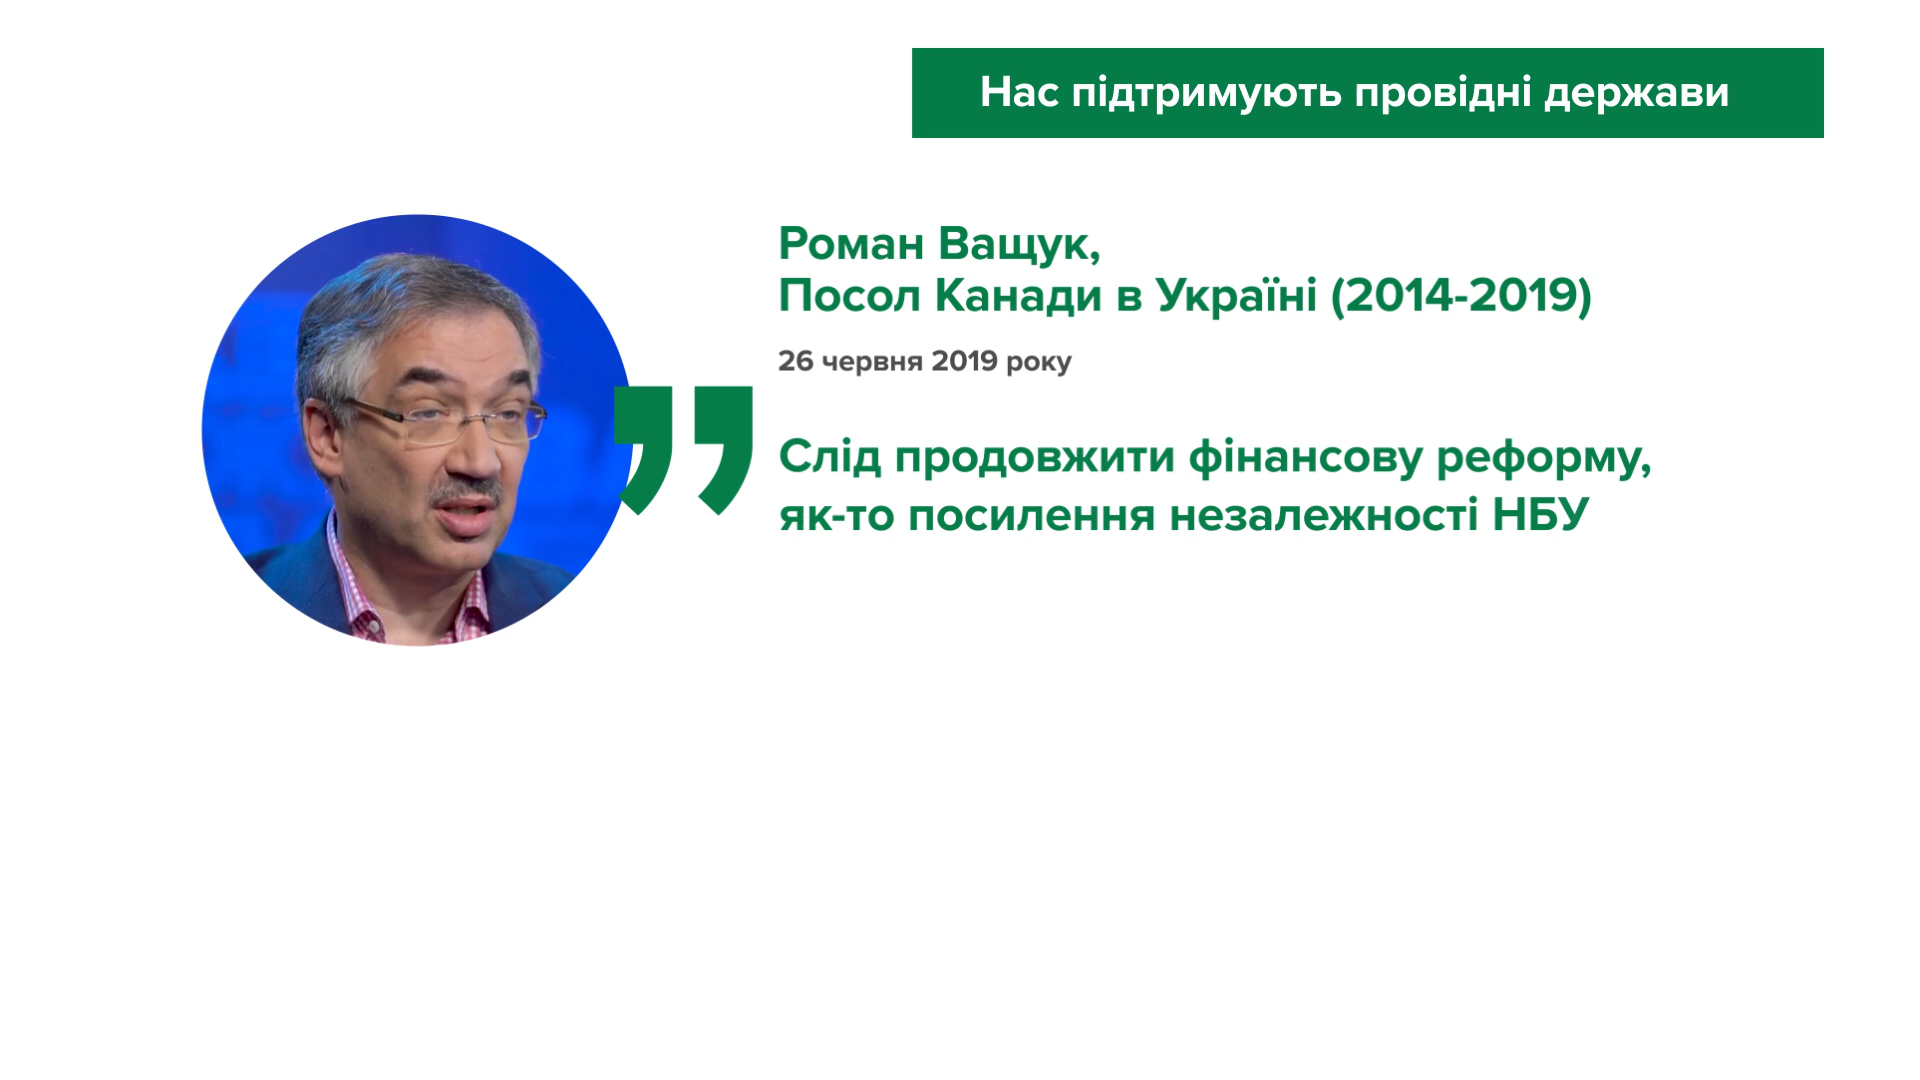 Нас підтримують провідні держави
Роман Ващук,
Посол Канади в Україні (2014-2019)
26 червня 2019 року
Слід продовжити фінансову реформу,
як-то посилення незалежності НБУ